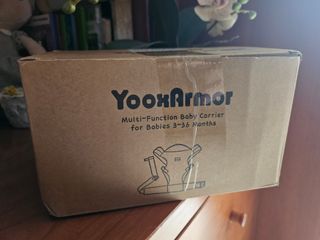 YooxArmor
Multi-Function Baby Carrier
for Babies 3-36 Months